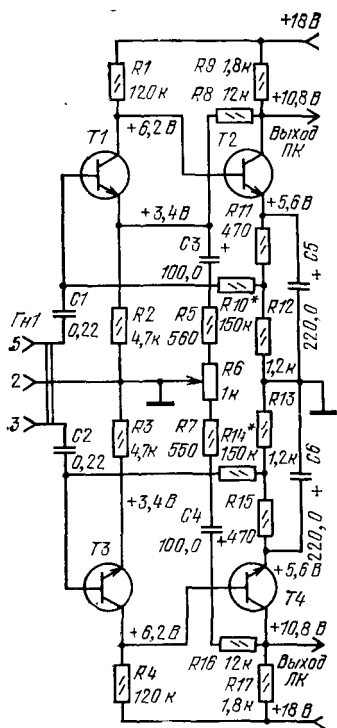 +18 В
R1
120 к
R9 1,8к
R8 12к
+10,8 В
Выход
ПК
+6,2 В
Т1
Т2
+5,6 В
+3,4 В
R11
470
C3
+
100,0
C5
+
220,0
C1
0,22
Гн1
R2
4,7к
R5
560
R10*
150к
R12
1,2к
5
2
3
R6
1к
R3
4,7к
R7
550
R14*
150к
R13
1,2к
C2
0,22
C6
+
220,0
+3,4 В
C4
100,0
+
R15
470
Т3
Т4
+5,6 В
+6,2 В
+10,8 В
Выход
ЛК
R4
120 к
R16
12к
R17
1,8к
+18 В